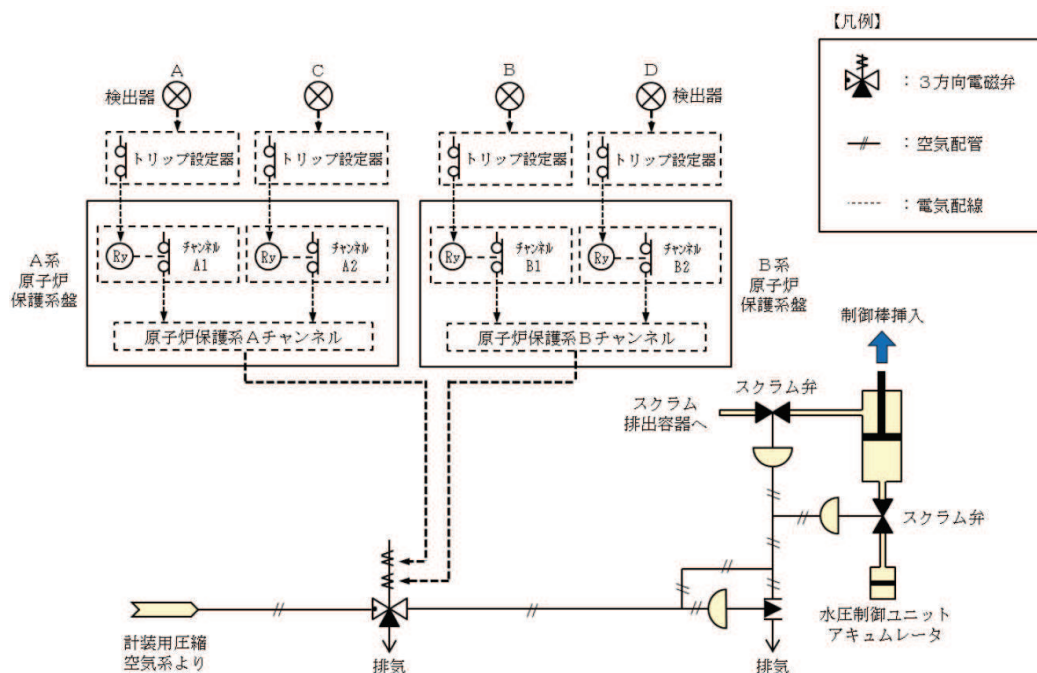 【凡例】
：３方向電磁弁
：空気配管
：電気配線
A
C
B
D
検出器
検出器
トリップ設定器
トリップ設定器
トリップ設定器
トリップ設定器
A系
原子炉
保護系盤
Ry
チャンネル
A1
Ry
チャンネル
A2
Ry
チャンネル
B1
Ry
チャンネル
B2
B系
原子炉
保護系盤
原子炉保護系Aチャンネル
原子炉保護系Bチャンネル
制御棒挿入
スクラム弁
スクラム
排出容器へ
スクラム弁
水圧制御ユニット
アキュムレータ
計装用圧縮
空気系より
排気
排気